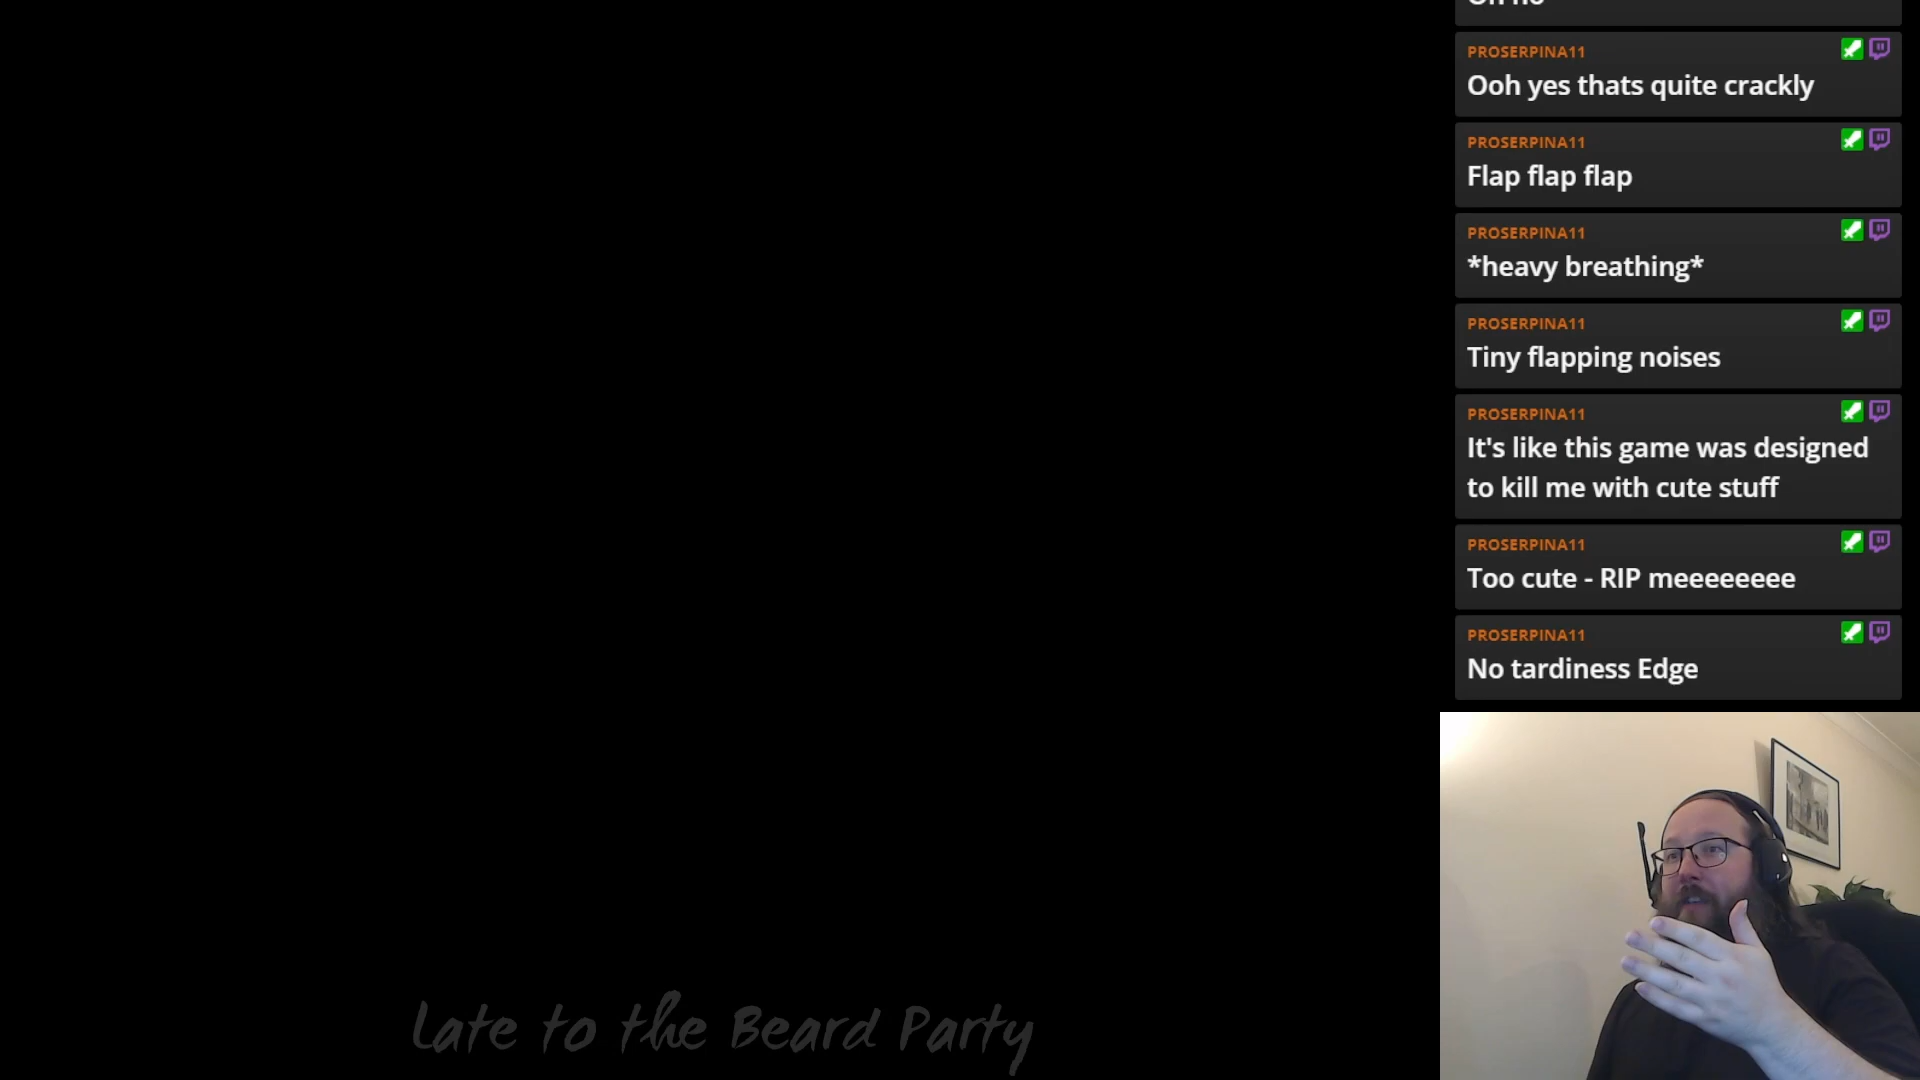 PROSERPINA11
Ooh yes thats quite crackly
PROSERPINA11
Flap flap flap
PROSERPINA11
*heavy breathing*
PROSERPINA11
Tiny flapping noises
PROSERPINA11
It's like this game was designed
to kill me with cute stuff
PROSERPINA11
Too cute - RIP meeeeeeee
PROSERPINA11
No tardiness Edge
Late to the Beard Party